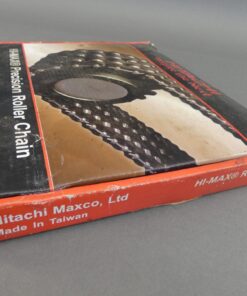 HI-MAX® Precision Roller Chain
Hitachi Maxco, Ltd
Made In Taiwan
HI-MAX® R